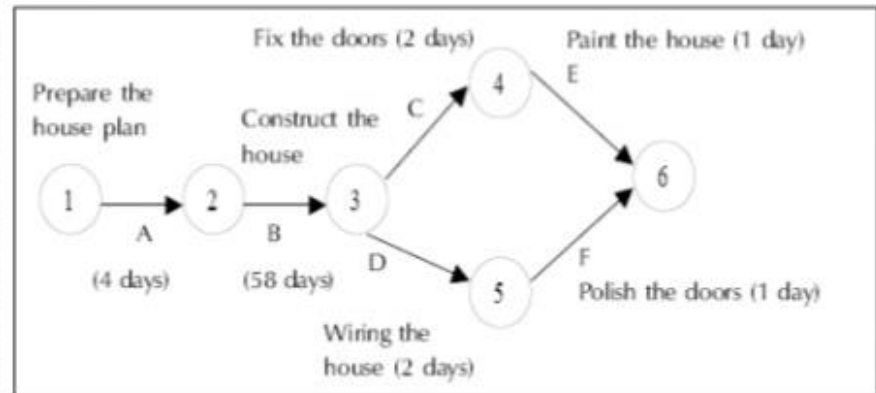 Fix the doors (2 days)
Paint the house (1 day)
4
E
Prepare the
house plan
C
Construct the
house
1
2
3
6
A
B
D
F
(4 days)
(58 days)
5
Polish the doors (1 day)
Wiring the
house (2 days)